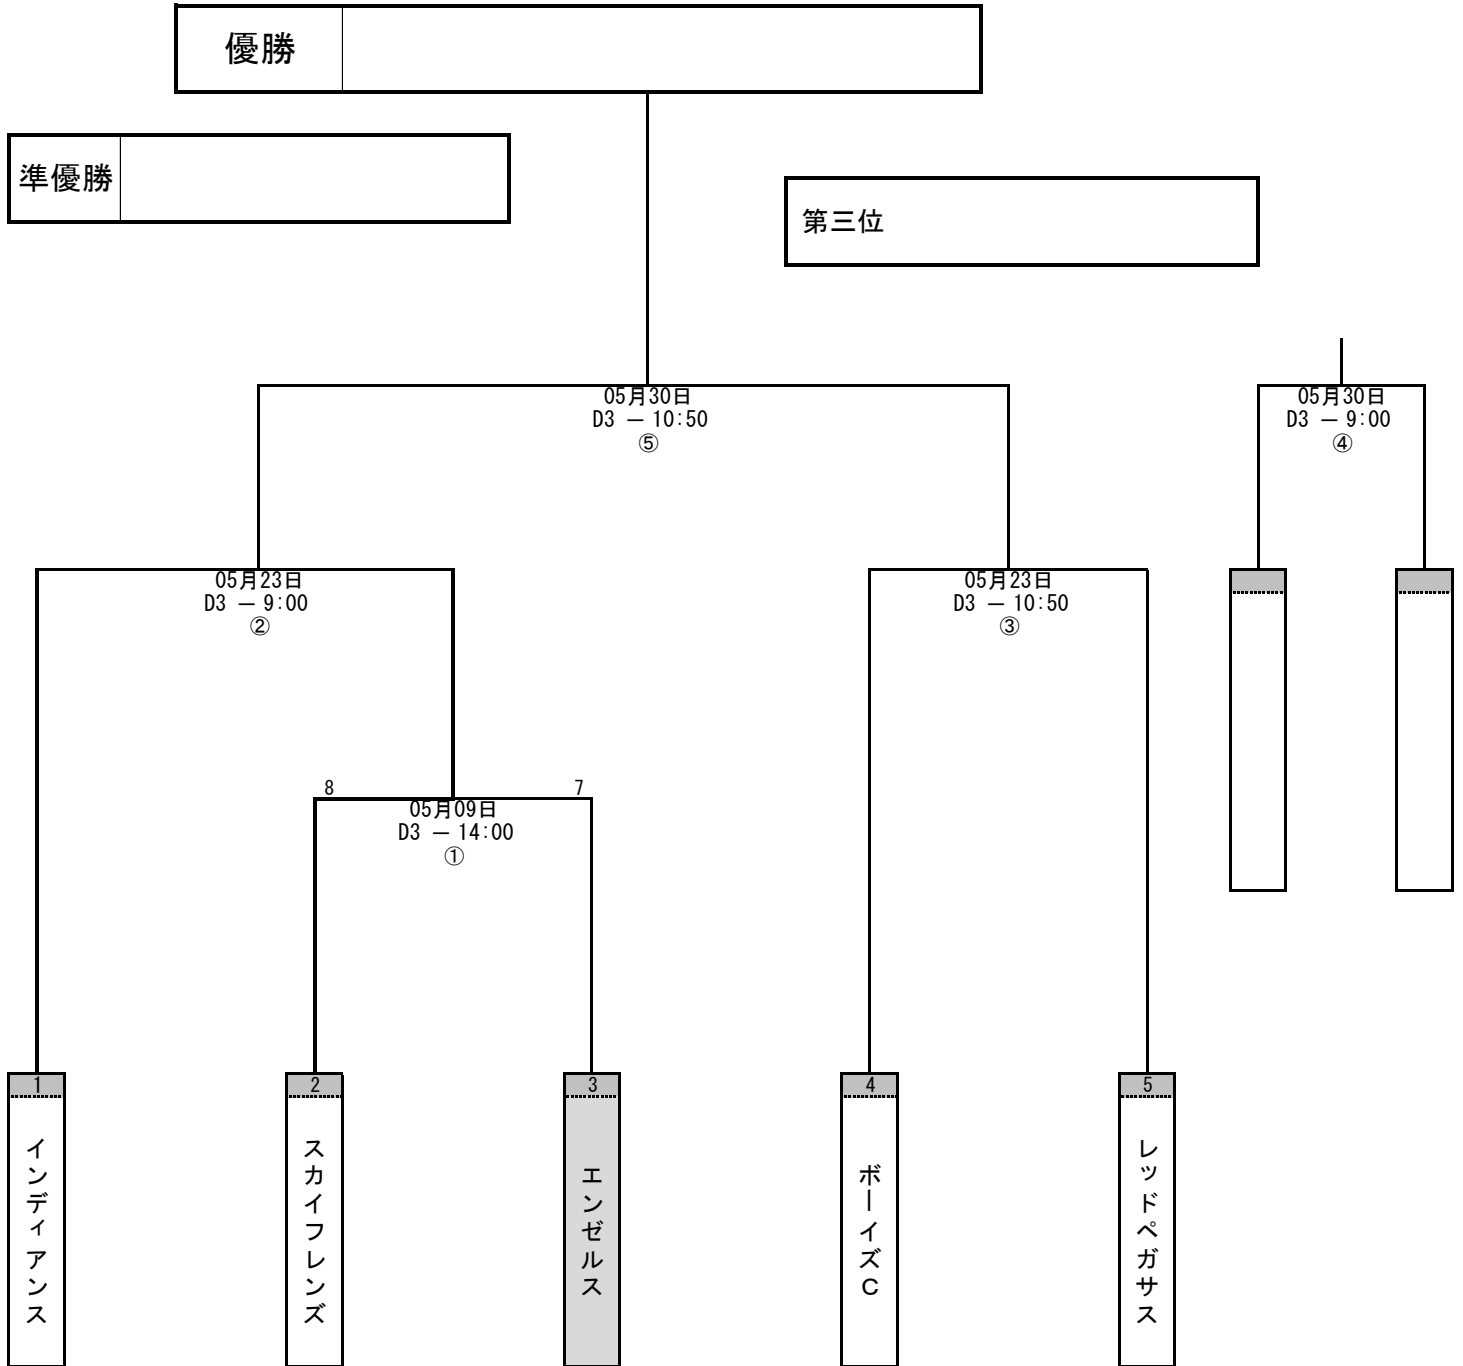 優勝
準優勝
第三位
05月30日
D3 － 10:50
⑤
05月30日
D3 － 9:00
④
05月23日
D3 － 9:00
②
05月23日
D3 － 10:50
③
8
7
05月09日
D3 － 14:00
①
1
2
3
4
5
インディアンス
スカイフレンズ
エンゼルス
ボーイズC
レッドペガサス